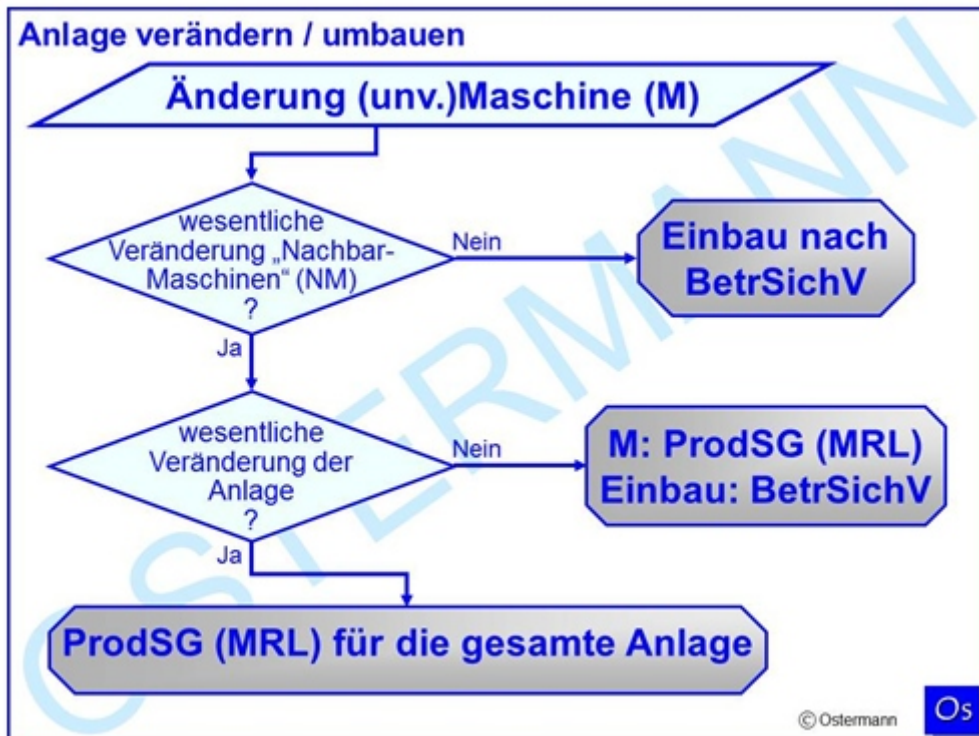 Anlage verändern / umbauen
Änderung (unv.)Maschine (M)
wesentliche
Veränderung „Nachbar-
Maschinen“ (NM)
?
Nein
Einbau nach
BetrSichV
Ja
wesentliche
Veränderung der
Anlage
?
Nein
M: ProdSG (MRL)
Einbau: BetrSichV
Ja
ProdSG (MRL) für die gesamte Anlage
OSTERMANN
© Ostermann
Os